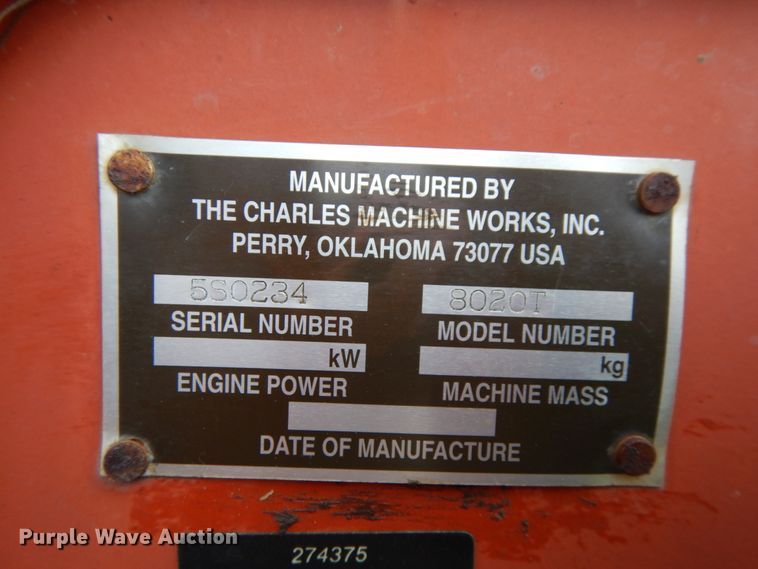 MANUFACTURED BY
THE CHARLES MACHINE WORKS, INC.
PERRY, OKLAHOMA 73077 USA
5S0234 8020T
SERIAL NUMBER MODEL NUMBER
kW kg
ENGINE POWER MACHINE MASS
DATE OF MANUFACTURE
Purple Wave Auction
274375